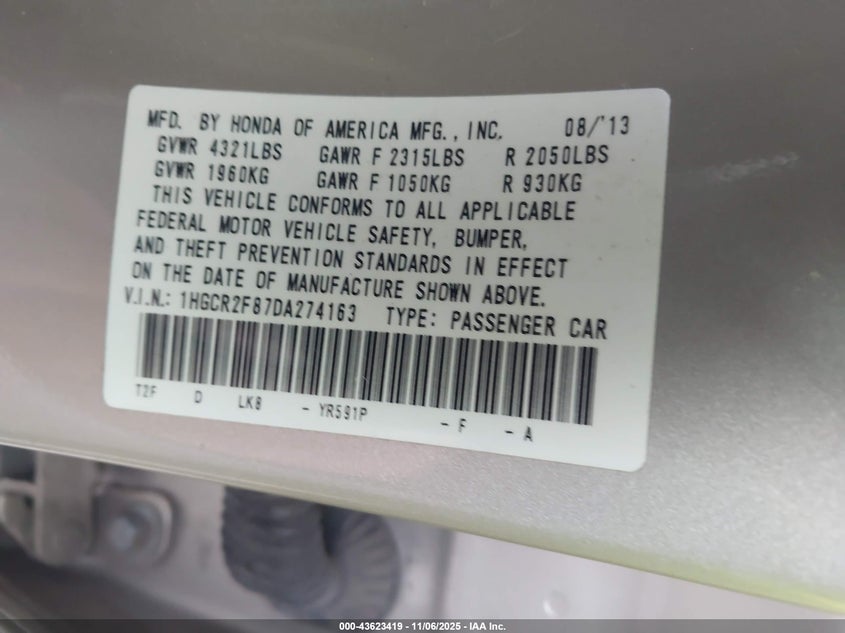 MFD. BY HONDA OF AMERICA MFG., INC. 08/'13
GVWR 4321LBS GAWR F 2315LBS R 2050LBS
GVWR 1960KG GAWR F 1050KG R 930KG
THIS VEHICLE CONFORMS TO ALL APPLICABLE
FEDERAL MOTOR VEHICLE SAFETY, BUMPER,
AND THEFT PREVENTION STANDARDS IN EFFECT
ON THE DATE OF MANUFACTURE SHOWN ABOVE.
V.I.N.: 1HGCR2F87DA274163 TYPE: PASSENGER CAR
T2F D LK8 - YR591P - F - A
000-43623419 - 11/06/2025 - IAA Inc.